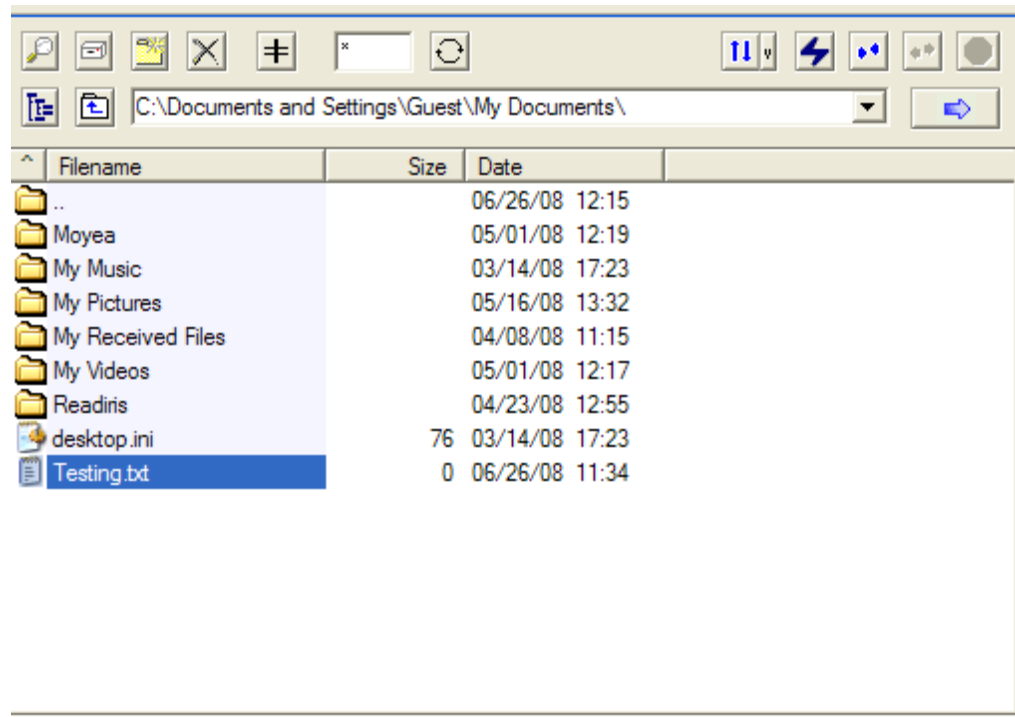 *
C:\Documents and Settings\Guest\My Documents\
^ Filename Size Date
.. 06/26/08 12:15
Moyea 05/01/08 12:19
My Music 03/14/08 17:23
My Pictures 05/16/08 13:32
My Received Files 04/08/08 11:15
My Videos 05/01/08 12:17
Readiris 04/23/08 12:55
desktop.ini 76 03/14/08 17:23
Testing.txt 0 06/26/08 11:34